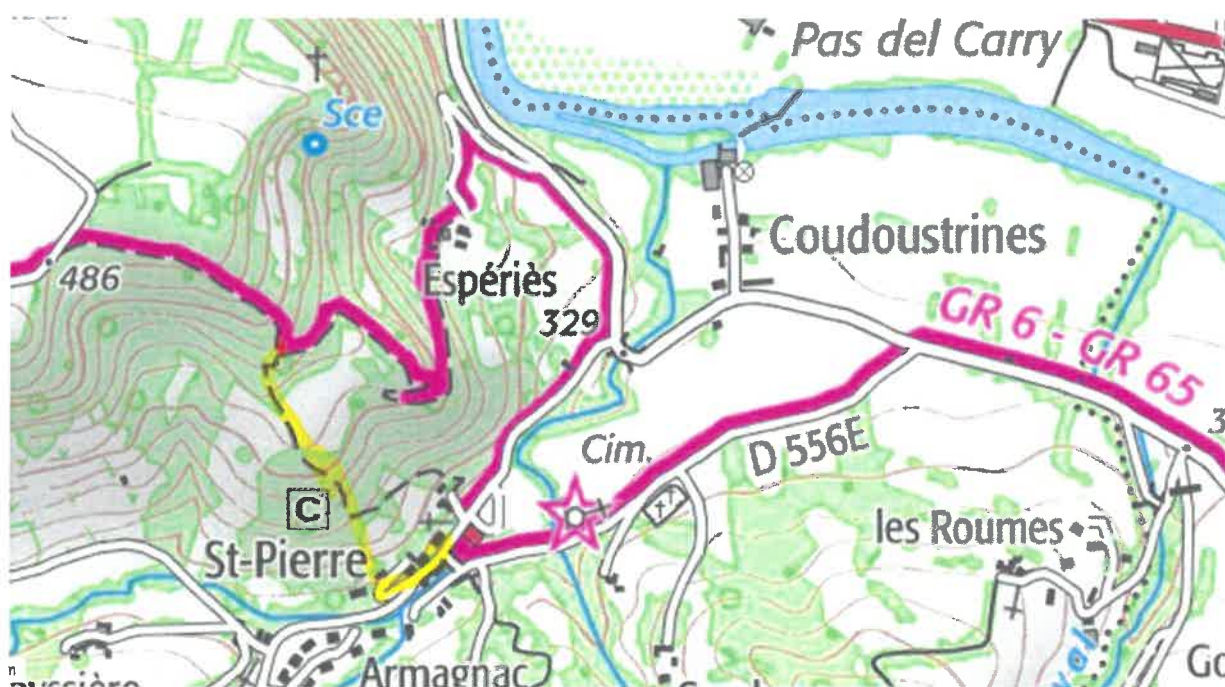 Pas del Carry
Sce
Coudoustrines
486
Espériès
329
GR 6 - GR 65
Cim.
D 556E
C
St-Pierre
les Roumes
Armagnac